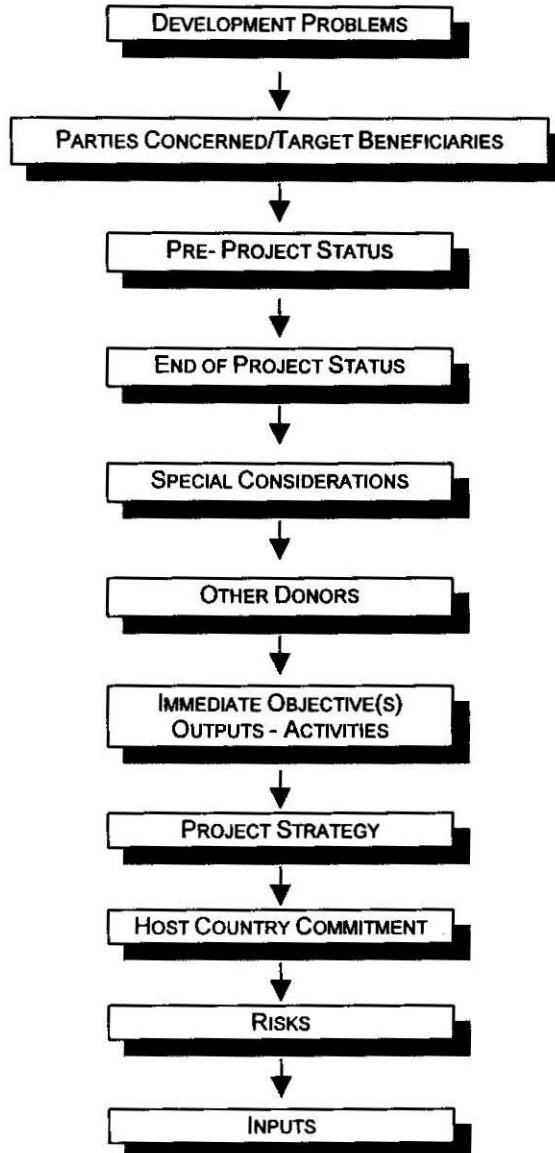 DEVELOPMENT PROBLEMS
PARTIES CONCERNED/TARGET BENEFICIARIES
PRE- PROJECT STATUS
END OF PROJECT STATUS
SPECIAL CONSIDERATIONS
OTHER DONORS
IMMEDIATE OBJECTIVE(S)
OUTPUTS - ACTIVITIES
PROJECT STRATEGY
HOST COUNTRY COMMITMENT
RISKS
INPUTS